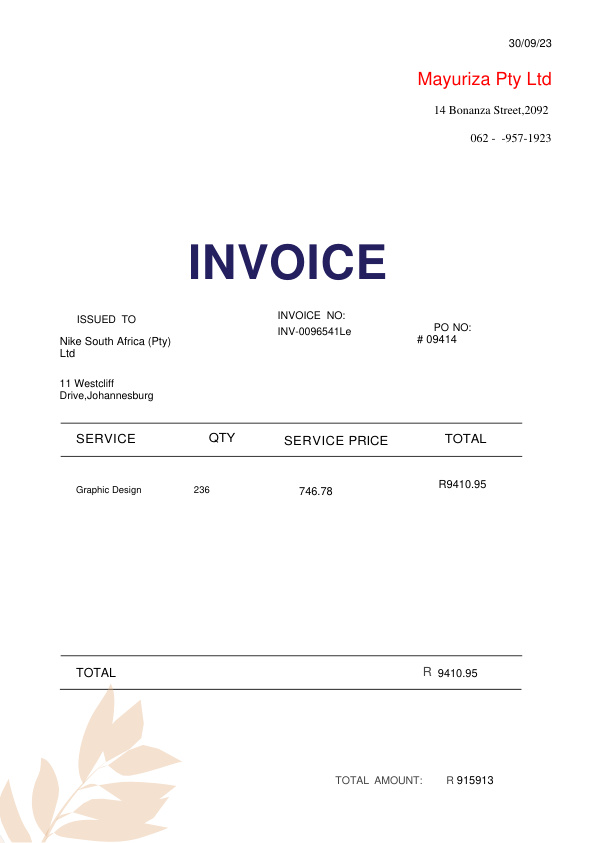 30/09/23
Mayuriza Pty Ltd
14 Bonanza Street,2092
062 - -957-1923
INVOICE
ISSUED TO
Nike South Africa (Pty)
Ltd
11 Westcliff
Drive,Johannesburg
INVOICE NO:
INV-0096541Le
PO NO:
# 09414
SERVICE QTY SERVICE PRICE TOTAL
Graphic Design 236 746.78 R9410.95
TOTAL R 9410.95
TOTAL AMOUNT: R 915913